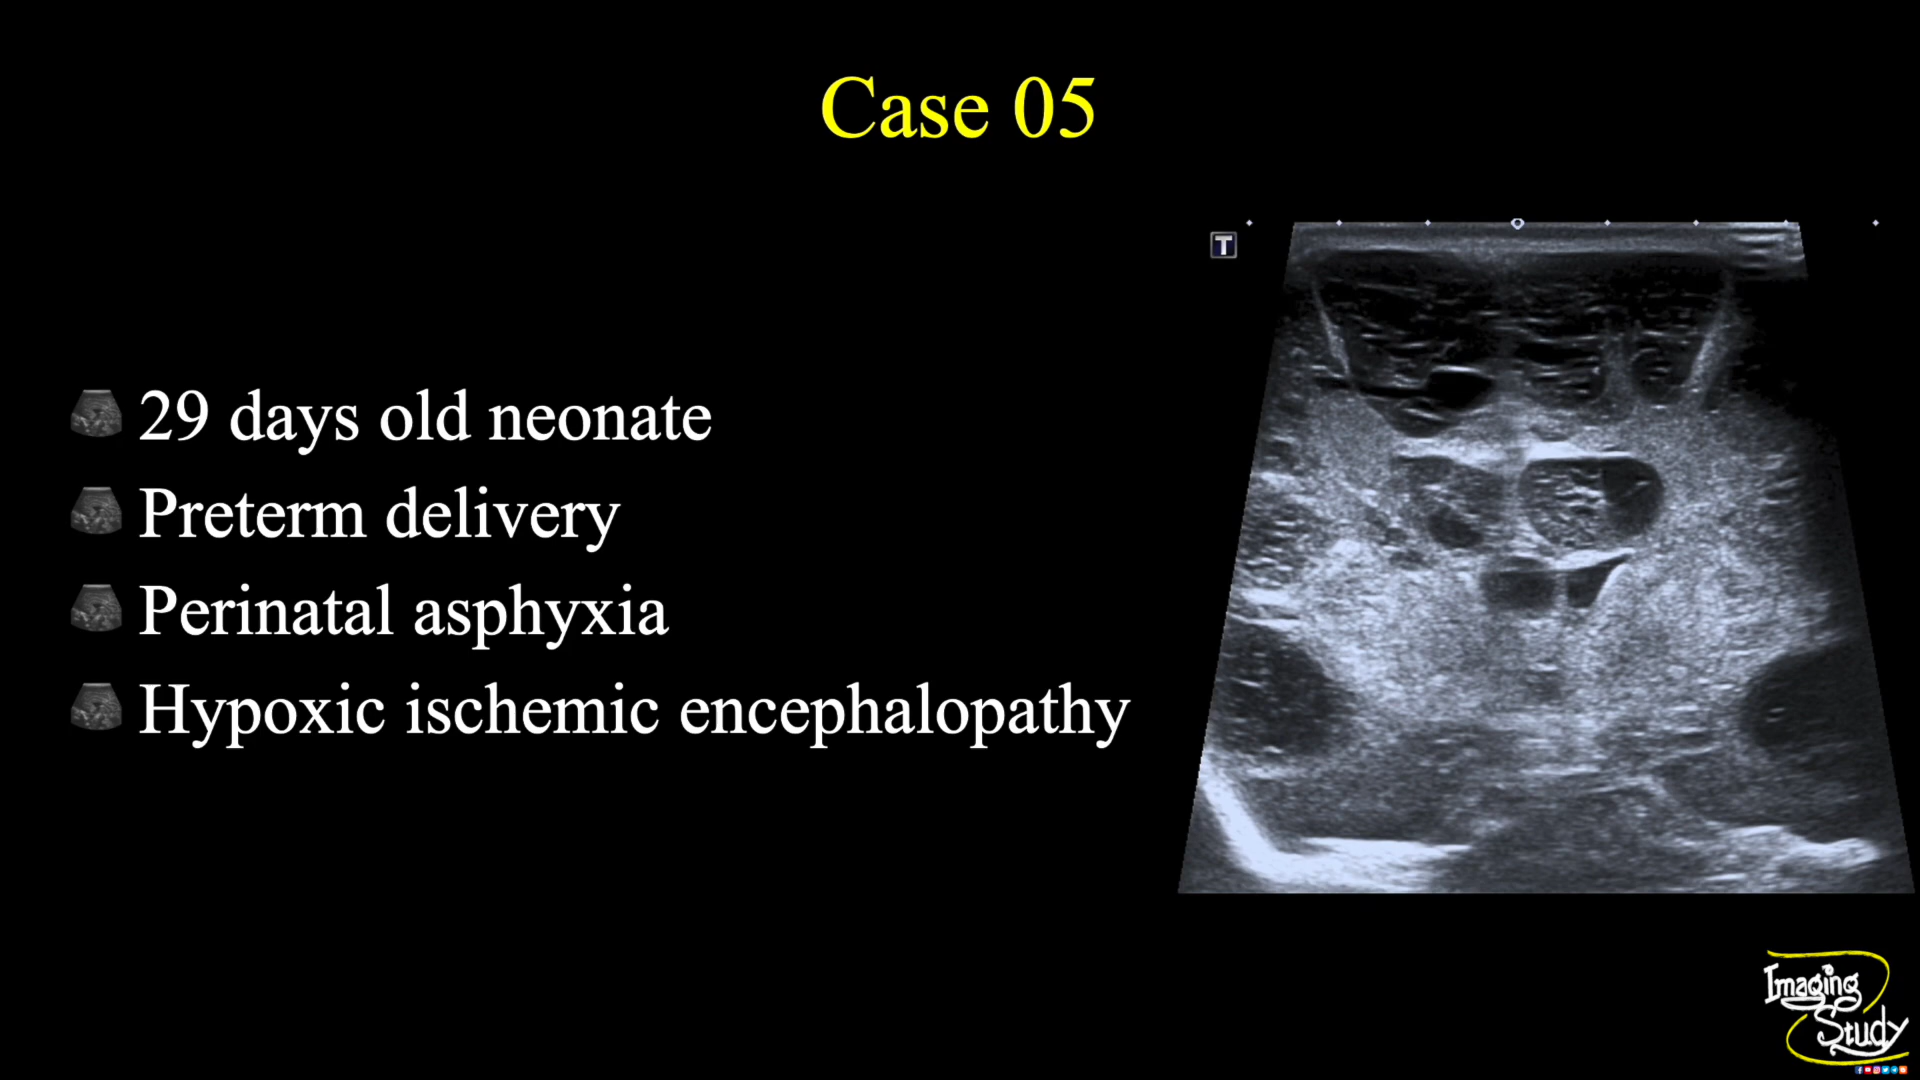 Case 05
T
29 days old neonate
Preterm delivery
Perinatal asphyxia
Hypoxic ischemic encephalopathy
Imaging
Study